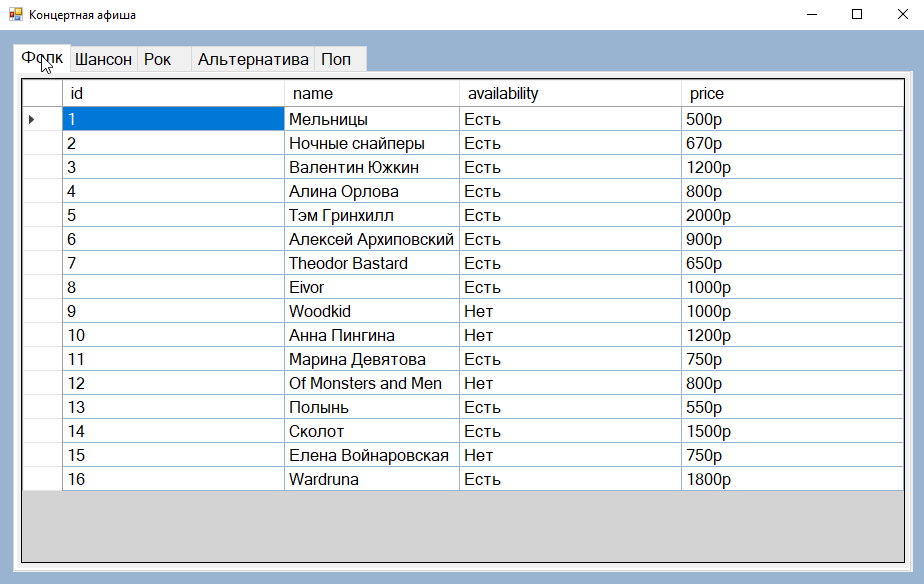 Концертная афиша
Фолк Шансон Рок Альтернатива Поп
id name availability price
1 Мельницы Есть 500р
2 Ночные снайперы Есть 670р
3 Валентин Южкин Есть 1200р
4 Алина Орлова Есть 800р
5 Тэм Гринхилл Есть 2000р
6 Алексей Архиповский Есть 900р
7 Theodor Bastard Есть 650р
8 Eivor Есть 1000р
9 Woodkid Нет 1000р
10 Анна Пингина Нет 1200р
11 Марина Девятова Есть 750р
12 Of Monsters and Men Нет 800р
13 Полынь Есть 550р
14 Сколот Есть 1500р
15 Елена Войнаровская Нет 750р
16 Wardruna Есть 1800р